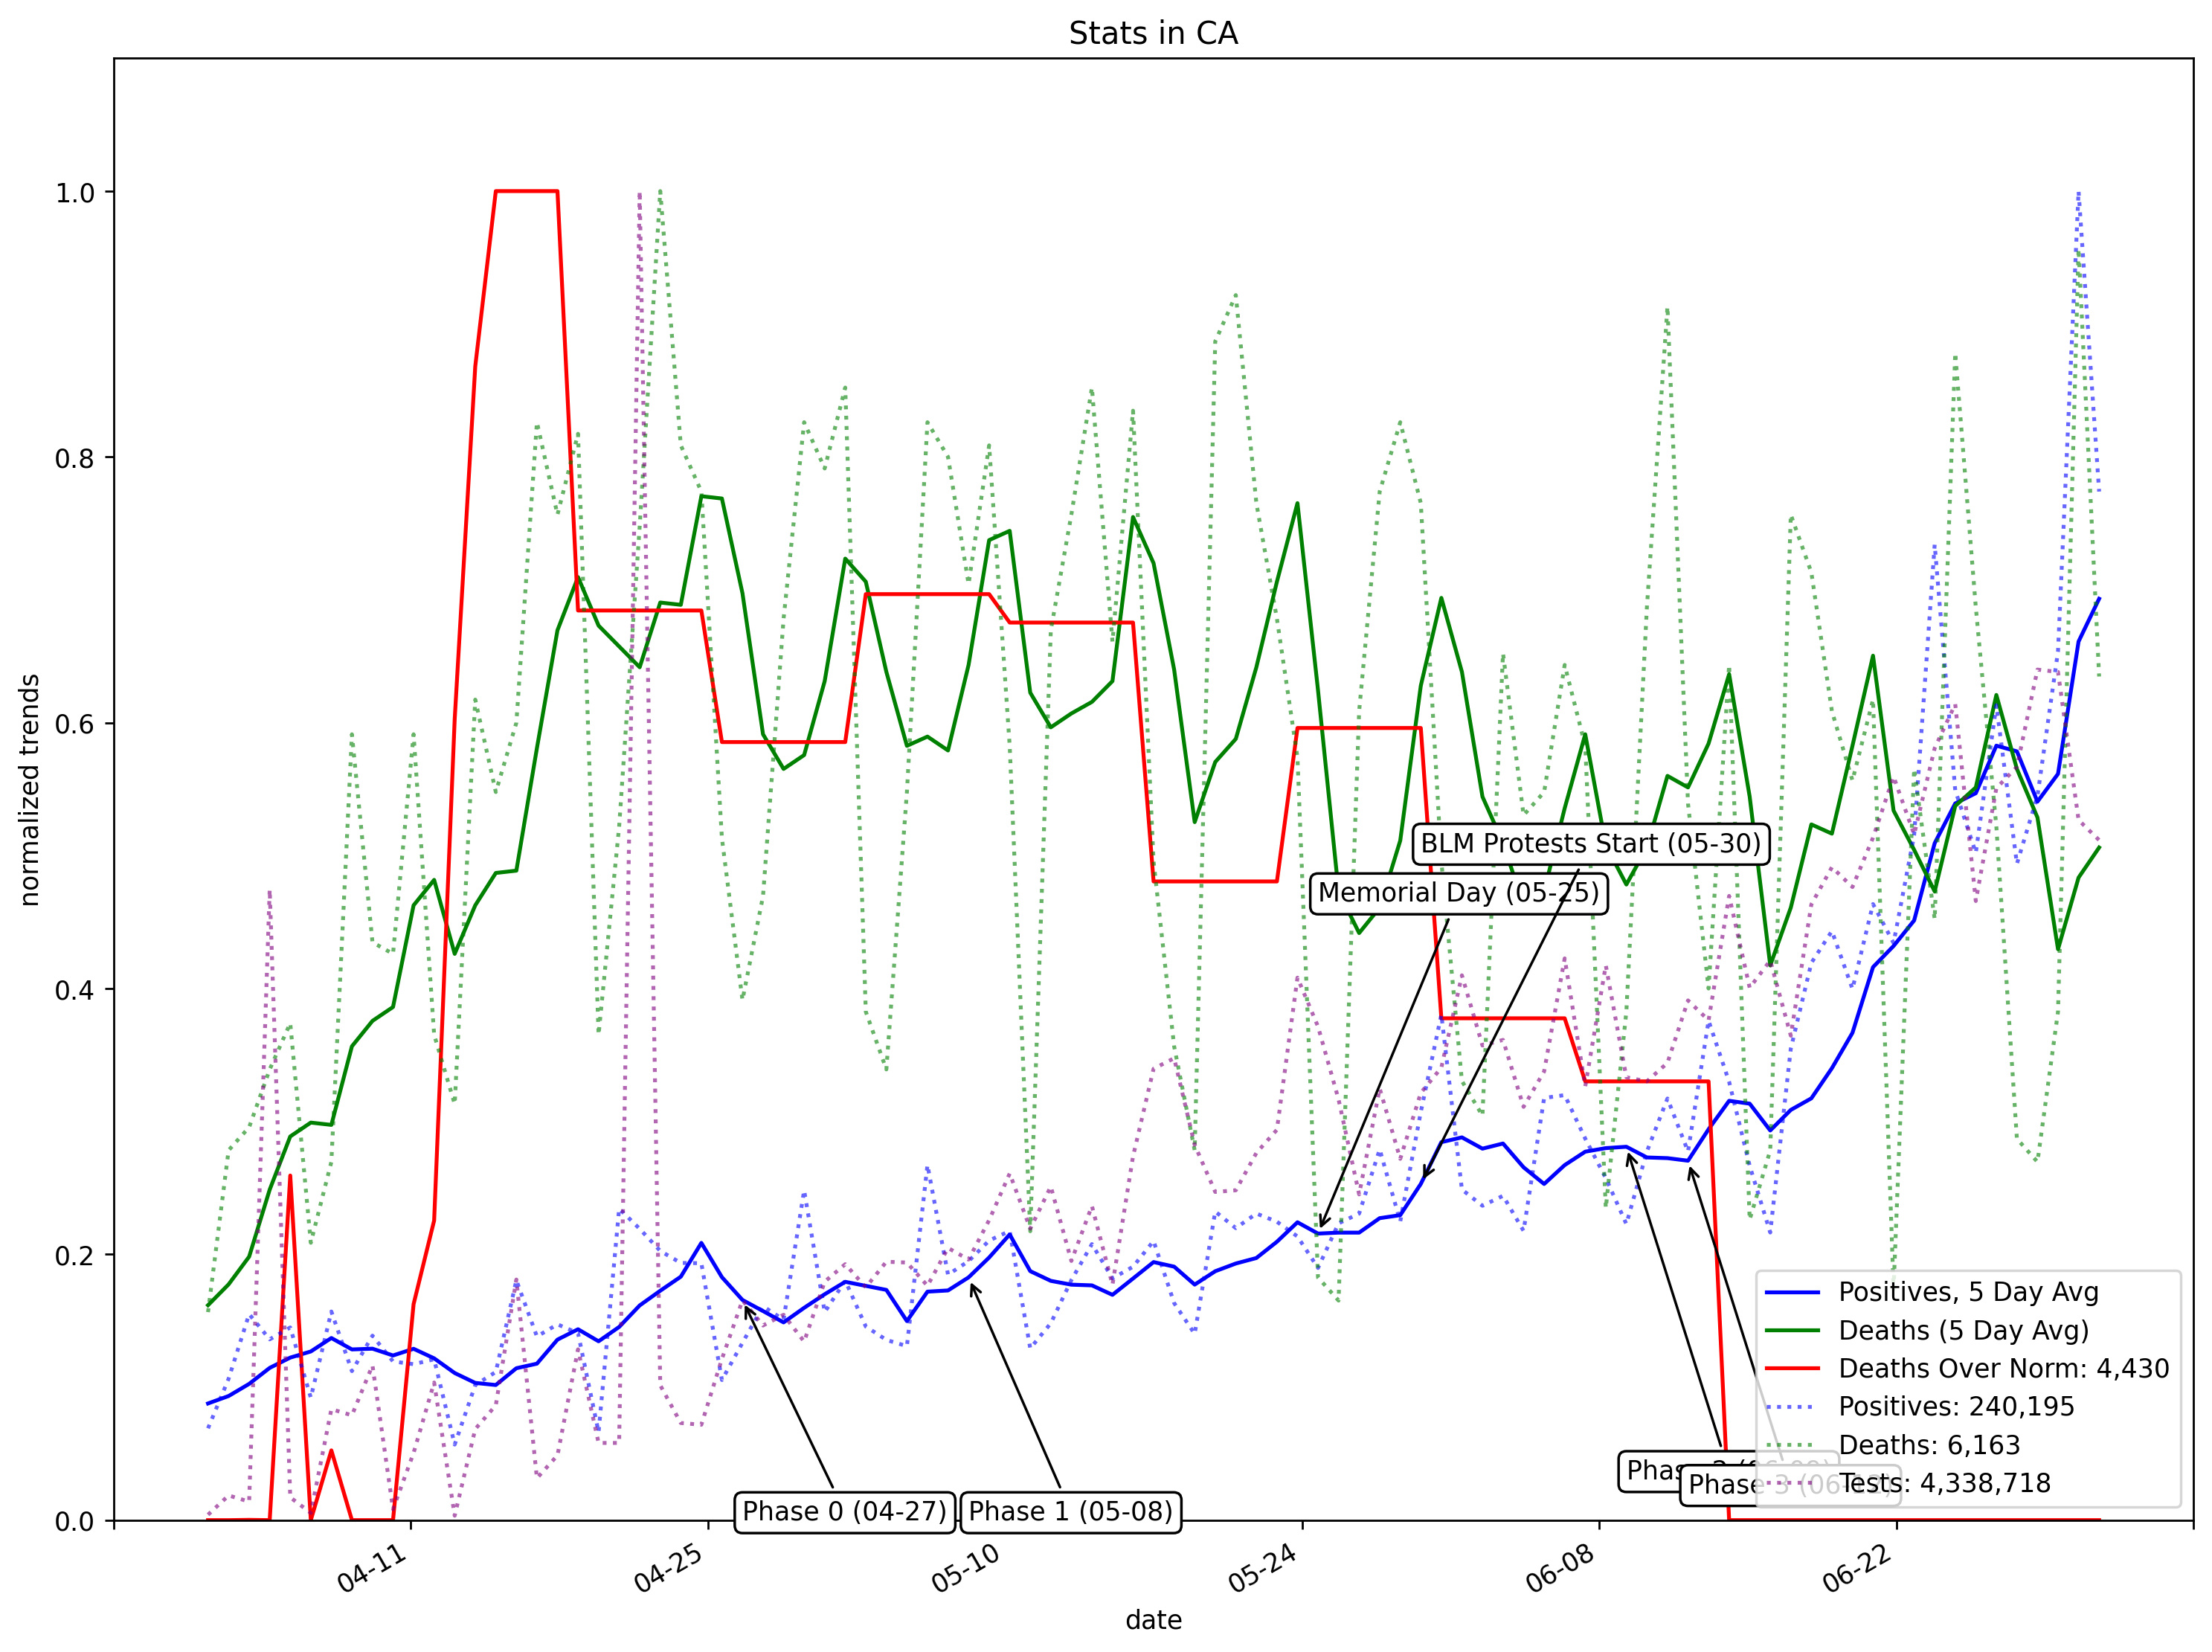 Stats in CA
1.0
0.8
0.6
0.4
0.2
0.0
normalized trends
BLM Protests Start (05-30)
Memorial Day (05-25)
Phase 0 (04-27)
Phase 1 (05-08)
Phase 3 (06-
Positives, 5 Day Avg
Deaths (5 Day Avg)
Deaths Over Norm: 4,430
Positives: 240,195
Deaths: 6,163
Tests: 4,338,718
04-11
04-25
05-10
05-24
06-08
06-22
date